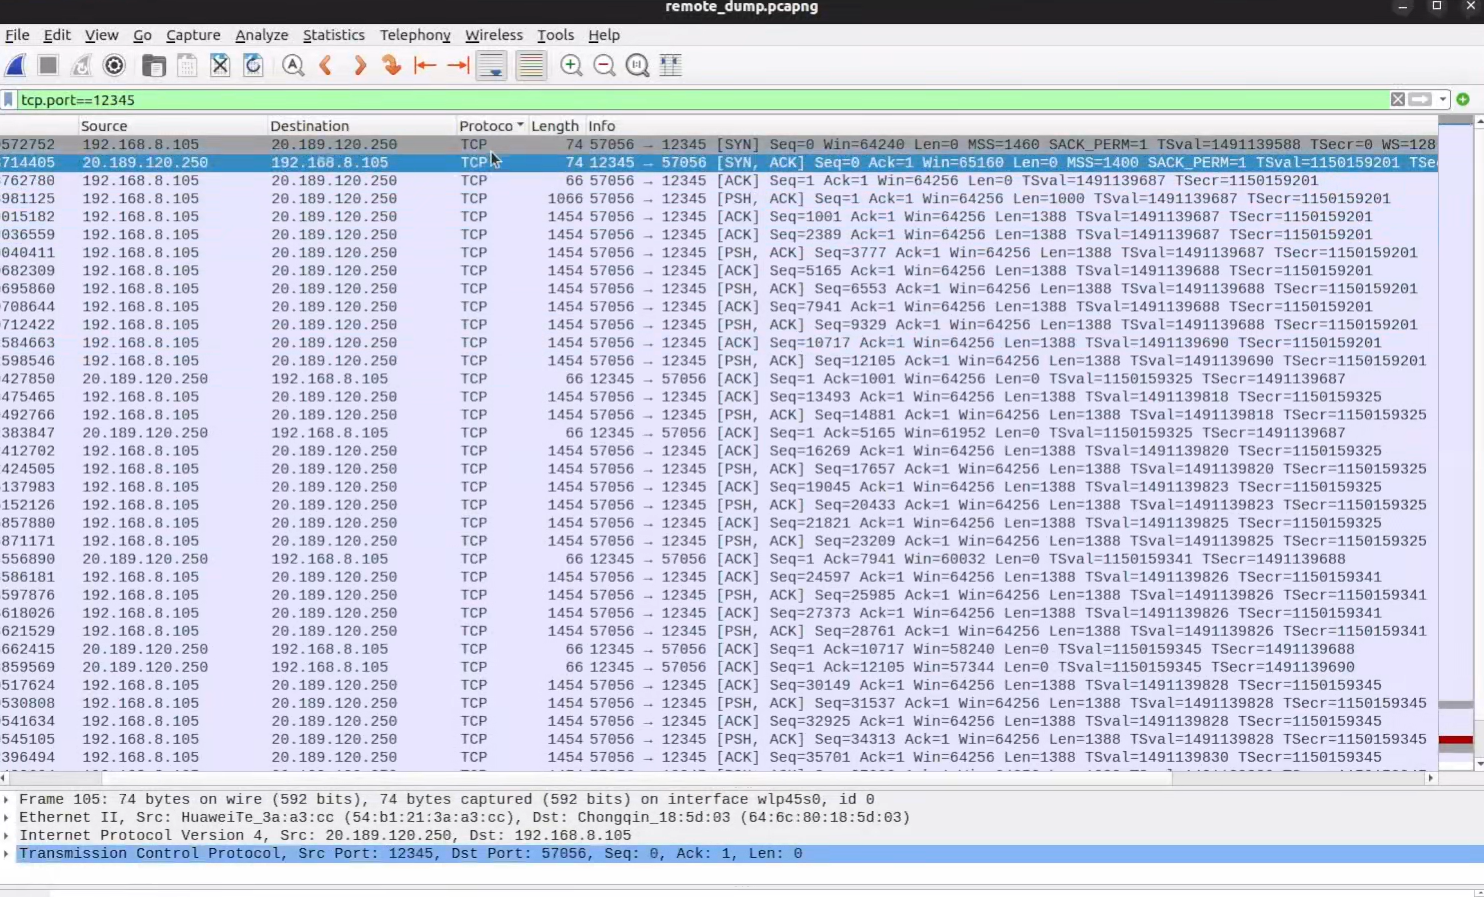 remote_dump.pcapng
File Edit View Go Capture Analyze Statistics Telephony Wireless Tools Help
tcp.port==12345
Source Destination Protoco Length Info
572752 192.168.8.105 20.189.120.250 TCP 74 57056 → 12345 [SYN] Seq=0 Win=64240 Len=0 MSS=1460 SACK_PERM=1 TSval=1491139588 TSecr=0 WS=128
714405 20.189.120.250 192.168.8.105 TCP 74 12345 → 57056 [SYN, ACK] Seq=0 Ack=1 Win=65160 Len=0 MSS=1400 SACK_PERM=1 TSval=1150159201 TSe
762780 192.168.8.105 20.189.120.250 TCP 66 57056 → 12345 [ACK] Seq=1 Ack=1 Win=64256 Len=0 TSval=1491139687 TSecr=1150159201
981125 192.168.8.105 20.189.120.250 TCP 1066 57056 → 12345 [PSH, ACK] Seq=1 Ack=1 Win=64256 Len=1000 TSval=1491139687 TSecr=1150159201
015182 192.168.8.105 20.189.120.250 TCP 1454 57056 → 12345 [ACK] Seq=1001 Ack=1 Win=64256 Len=1388 TSval=1491139687 TSecr=1150159201
036559 192.168.8.105 20.189.120.250 TCP 1454 57056 → 12345 [ACK] Seq=2389 Ack=1 Win=64256 Len=1388 TSval=1491139687 TSecr=1150159201
040411 192.168.8.105 20.189.120.250 TCP 1454 57056 → 12345 [PSH, ACK] Seq=3777 Ack=1 Win=64256 Len=1388 TSval=1491139687 TSecr=1150159201
682309 192.168.8.105 20.189.120.250 TCP 1454 57056 → 12345 [ACK] Seq=5165 Ack=1 Win=64256 Len=1388 TSval=1491139688 TSecr=1150159201
695860 192.168.8.105 20.189.120.250 TCP 1454 57056 → 12345 [PSH, ACK] Seq=6553 Ack=1 Win=64256 Len=1388 TSval=1491139688 TSecr=1150159201
708644 192.168.8.105 20.189.120.250 TCP 1454 57056 → 12345 [ACK] Seq=7941 Ack=1 Win=64256 Len=1388 TSval=1491139688 TSecr=1150159201
712422 192.168.8.105 20.189.120.250 TCP 1454 57056 → 12345 [PSH, ACK] Seq=9329 Ack=1 Win=64256 Len=1388 TSval=1491139688 TSecr=1150159201
584663 192.168.8.105 20.189.120.250 TCP 1454 57056 → 12345 [ACK] Seq=10717 Ack=1 Win=64256 Len=1388 TSval=1491139690 TSecr=1150159201
598546 192.168.8.105 20.189.120.250 TCP 1454 57056 → 12345 [PSH, ACK] Seq=12105 Ack=1 Win=64256 Len=1388 TSval=1491139690 TSecr=1150159201
427850 20.189.120.250 192.168.8.105 TCP 66 12345 → 57056 [ACK] Seq=1 Ack=1001 Win=64256 Len=0 TSval=1150159325 TSecr=1491139687
475465 192.168.8.105 20.189.120.250 TCP 1454 57056 → 12345 [ACK] Seq=13493 Ack=1 Win=64256 Len=1388 TSval=1491139818 TSecr=1150159325
492766 192.168.8.105 20.189.120.250 TCP 1454 57056 → 12345 [PSH, ACK] Seq=14881 Ack=1 Win=64256 Len=1388 TSval=1491139818 TSecr=1150159325
383847 20.189.120.250 192.168.8.105 TCP 66 12345 → 57056 [ACK] Seq=1 Ack=5165 Win=61952 Len=0 TSval=1150159325 TSecr=1491139687
412702 192.168.8.105 20.189.120.250 TCP 1454 57056 → 12345 [ACK] Seq=16269 Ack=1 Win=64256 Len=1388 TSval=1491139820 TSecr=1150159325
424505 192.168.8.105 20.189.120.250 TCP 1454 57056 → 12345 [PSH, ACK] Seq=17657 Ack=1 Win=64256 Len=1388 TSval=1491139820 TSecr=1150159325
137983 192.168.8.105 20.189.120.250 TCP 1454 57056 → 12345 [ACK] Seq=19045 Ack=1 Win=64256 Len=1388 TSval=1491139823 TSecr=1150159325
152126 192.168.8.105 20.189.120.250 TCP 1454 57056 → 12345 [PSH, ACK] Seq=20433 Ack=1 Win=64256 Len=1388 TSval=1491139823 TSecr=1150159325
857880 192.168.8.105 20.189.120.250 TCP 1454 57056 → 12345 [ACK] Seq=21821 Ack=1 Win=64256 Len=1388 TSval=1491139825 TSecr=1150159325
871171 192.168.8.105 20.189.120.250 TCP 1454 57056 → 12345 [PSH, ACK] Seq=23209 Ack=1 Win=64256 Len=1388 TSval=1491139825 TSecr=1150159325
556890 20.189.120.250 192.168.8.105 TCP 66 12345 → 57056 [ACK] Seq=1 Ack=7941 Win=60032 Len=0 TSval=1150159341 TSecr=1491139688
586181 192.168.8.105 20.189.120.250 TCP 1454 57056 → 12345 [ACK] Seq=24597 Ack=1 Win=64256 Len=1388 TSval=1491139826 TSecr=1150159341
597876 192.168.8.105 20.189.120.250 TCP 1454 57056 → 12345 [PSH, ACK] Seq=25985 Ack=1 Win=64256 Len=1388 TSval=1491139826 TSecr=1150159341
618026 192.168.8.105 20.189.120.250 TCP 1454 57056 → 12345 [ACK] Seq=27373 Ack=1 Win=64256 Len=1388 TSval=1491139826 TSecr=1150159341
621529 192.168.8.105 20.189.120.250 TCP 1454 57056 → 12345 [PSH, ACK] Seq=28761 Ack=1 Win=64256 Len=1388 TSval=1491139826 TSecr=1150159341
662415 20.189.120.250 192.168.8.105 TCP 66 12345 → 57056 [ACK] Seq=1 Ack=10717 Win=58240 Len=0 TSval=1150159345 TSecr=1491139688
859569 20.189.120.250 192.168.8.105 TCP 66 12345 → 57056 [ACK] Seq=1 Ack=12105 Win=57344 Len=0 TSval=1150159345 TSecr=1491139690
517624 192.168.8.105 20.189.120.250 TCP 1454 57056 → 12345 [ACK] Seq=30149 Ack=1 Win=64256 Len=1388 TSval=1491139828 TSecr=1150159345
530808 192.168.8.105 20.189.120.250 TCP 1454 57056 → 12345 [PSH, ACK] Seq=31537 Ack=1 Win=64256 Len=1388 TSval=1491139828 TSecr=1150159345
541634 192.168.8.105 20.189.120.250 TCP 1454 57056 → 12345 [ACK] Seq=32925 Ack=1 Win=64256 Len=1388 TSval=1491139828 TSecr=1150159345
545105 192.168.8.105 20.189.120.250 TCP 1454 57056 → 12345 [PSH, ACK] Seq=34313 Ack=1 Win=64256 Len=1388 TSval=1491139828 TSecr=1150159345
396494 192.168.8.105 20.189.120.250 TCP 1454 57056 → 12345 [ACK] Seq=35701 Ack=1 Win=64256 Len=1388 TSval=1491139830 TSecr=1150159345
Frame 105: 74 bytes on wire (592 bits), 74 bytes captured (592 bits) on interface wlp45s0, id 0
Ethernet II, Src: HuaweiTe_3a:a3:cc (54:b1:21:3a:a3:cc), Dst: Chongqin_18:5d:03 (64:6c:80:18:5d:03)
Internet Protocol Version 4, Src: 20.189.120.250, Dst: 192.168.8.105
Transmission Control Protocol, Src Port: 12345, Dst Port: 57056, Seq: 0, Ack: 1, Len: 0